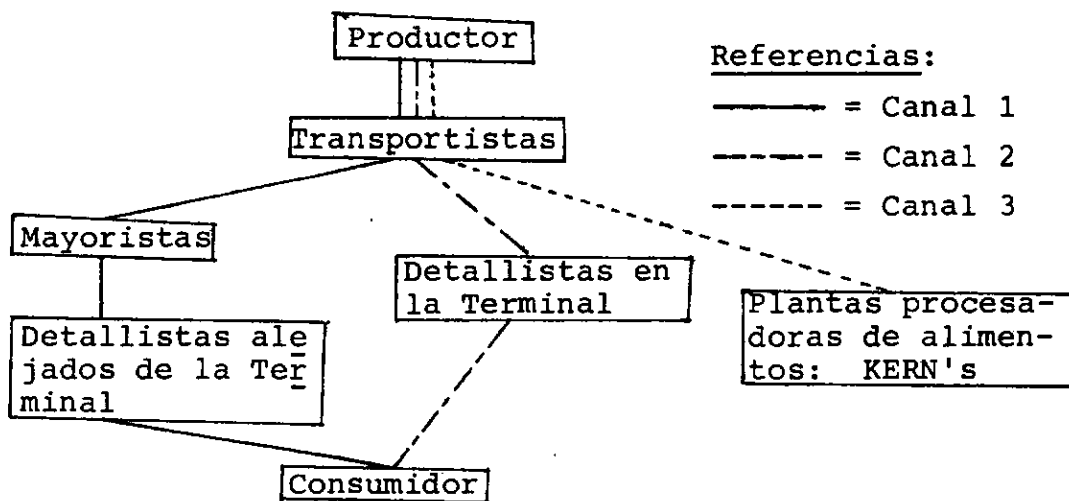 Productor
Referencias:
= Canal 1
Transportistas
= Canal 2
= Canal 3
Mayoristas
Detallistas en
la Terminal
Plantas procesa-
doras de alimen-
tos: KERN's
Detallistas ale
jados de la Ter
minal
Consumidor